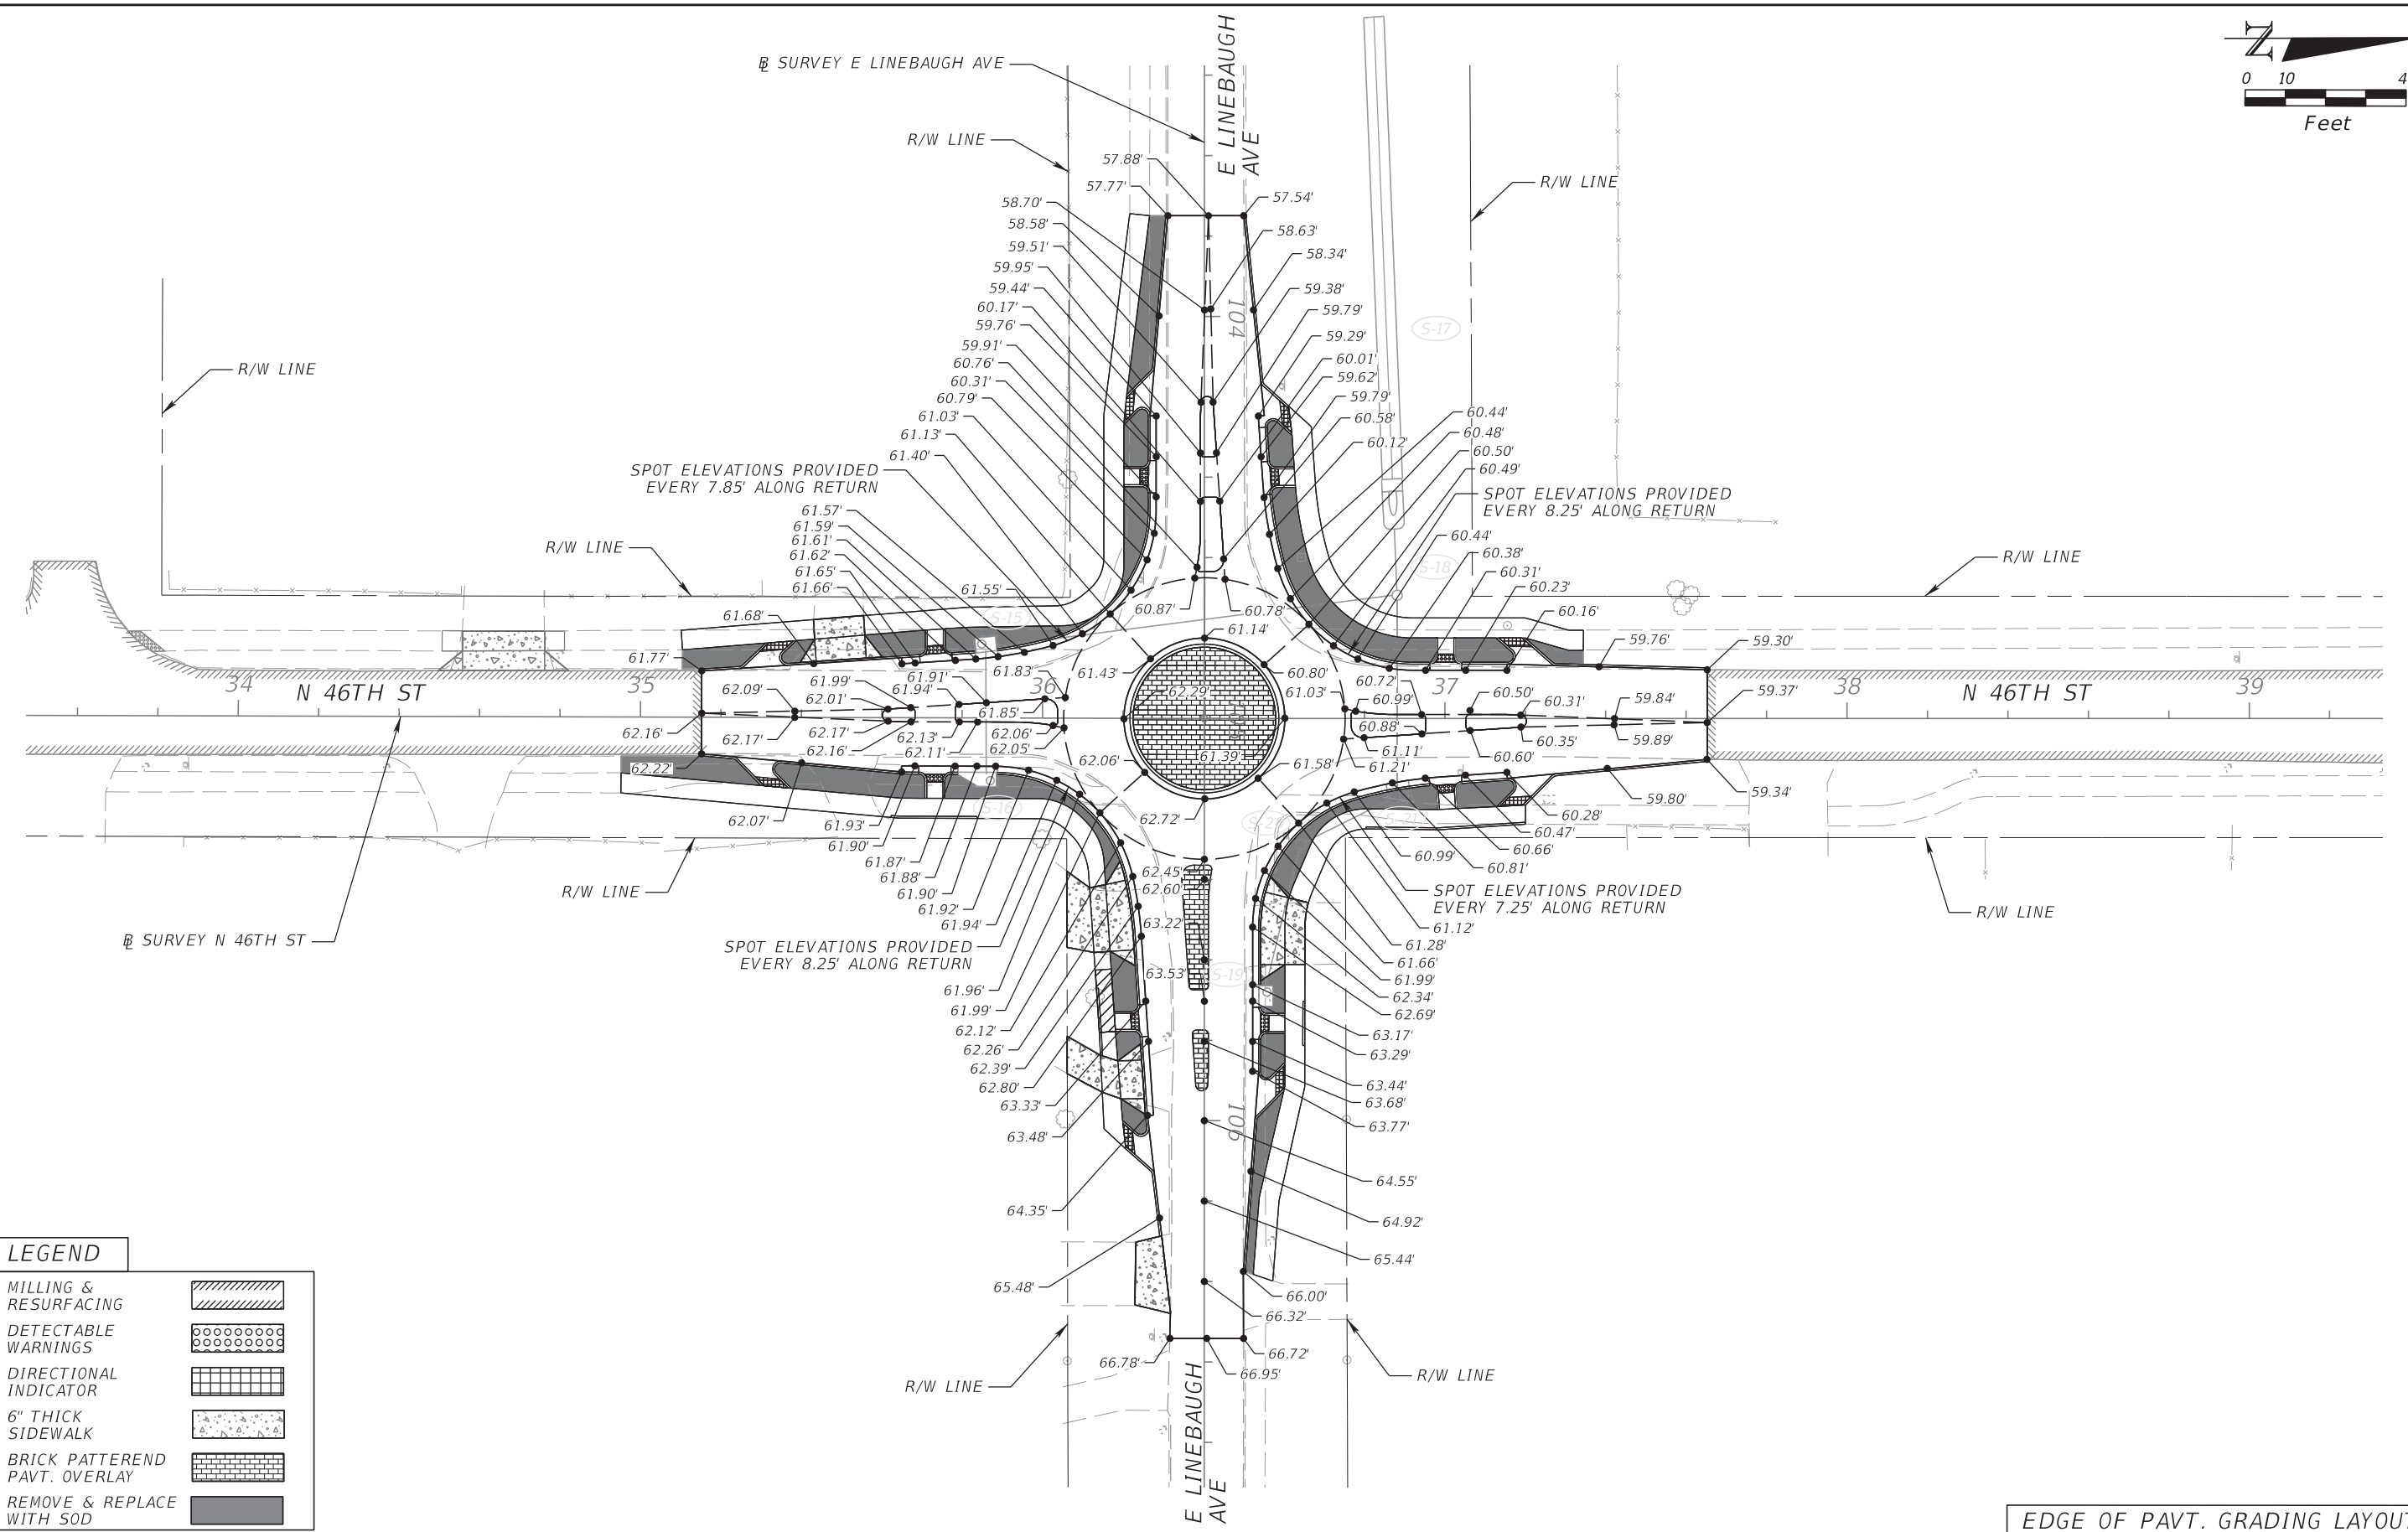 E LINEBAUGH
AVE
N
0 10 4
Feet
BL SURVEY E LINEBAUGH AVE
R/W LINE
R/W LINE
57.88'
57.77'
57.54'
58.70'
58.58'
59.51'
59.95'
59.44'
60.17'
59.76'
59.91'
60.76'
60.31'
60.79'
61.03'
61.13'
61.40'
58.63'
58.34'
59.38'
59.79'
59.29'
60.01'
59.62'
59.79'
60.58'
60.12'
104
S-17
60.44'
60.48'
60.50'
60.49'
SPOT ELEVATIONS PROVIDED
EVERY 7.85' ALONG RETURN
SPOT ELEVATIONS PROVIDED
EVERY 8.25' ALONG RETURN
R/W LINE
R/W LINE
R/W LINE
61.57'
61.59'
61.61'
61.62'
61.65'
61.66'
61.68'
61.55'
S-15
S-18
60.44'
60.38'
60.31'
60.23'
60.16'
59.76'
59.30'
61.77'
60.87'
60.78'
61.14'
61.43'
60.80'
61.83'
34
N 46TH ST
35
36
37
38
N 46TH ST
39
62.09'
61.99'
62.01'
61.94'
61.91'
61.85'
62.29'
61.03'
60.72'
60.99'
60.88'
60.50'
60.31'
59.84'
59.37'
62.16'
62.17'
62.17'
62.16'
62.13'
62.11'
62.06'
62.05'
62.06'
61.39'
61.58'
61.11'
61.21'
60.60'
60.35'
59.89'
62.22'
59.80'
59.34'
62.07'
61.93'
61.90'
61.87'
61.88'
61.90'
61.92'
61.94'
S-16
62.72'
S-21
60.28'
60.47'
60.66'
60.81'
60.99'
R/W LINE
R/W LINE
BL SURVEY N 46TH ST
SPOT ELEVATIONS PROVIDED
EVERY 8.25' ALONG RETURN
SPOT ELEVATIONS PROVIDED
EVERY 7.25' ALONG RETURN
62.45'
62.60'
63.22'
63.53'
S-19
61.12'
61.28'
61.66'
61.99'
62.34'
62.69'
63.17'
63.29'
63.44'
63.68'
63.77'
61.96'
61.99'
62.12'
62.26'
62.39'
62.80'
63.33'
63.48'
64.35'
65.48'
106
64.55'
64.92'
65.44'
66.00'
66.32'
66.72'
66.78'
66.95'
R/W LINE
R/W LINE
E LINEBAUGH
AVE
LEGEND
MILLING &
RESURFACING
DETECTABLE
WARNINGS
DIRECTIONAL
INDICATOR
6" THICK
SIDEWALK
BRICK PATTEREND
PAVT. OVERLAY
REMOVE & REPLACE
WITH SOD
EDGE OF PAVT. GRADING LAYOUT